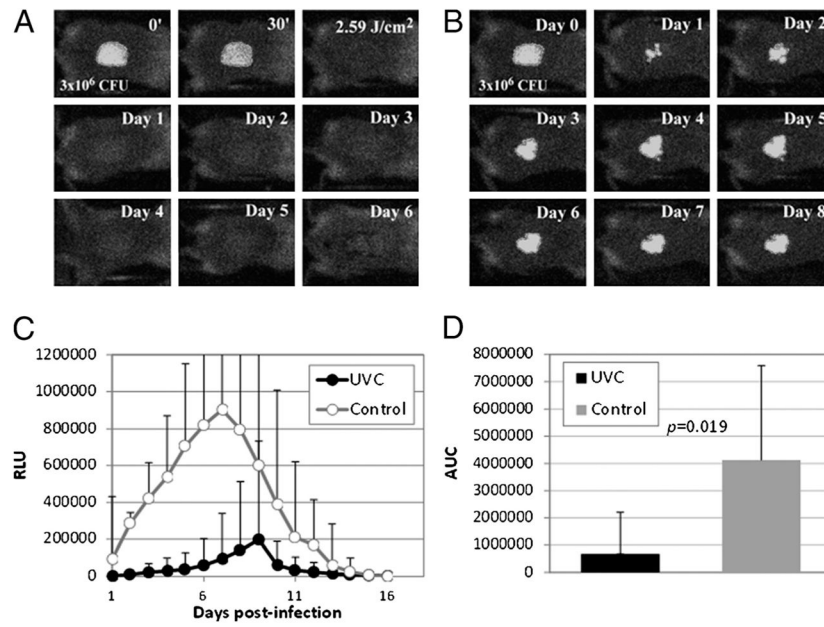 A
0'
30'
2.59 J/cm²
3x10⁶ CFU
Day 1
Day 2
Day 3
Day 4
Day 5
Day 6
B
Day 0
Day 1
Day 2
3x10⁶ CFU
Day 3
Day 4
Day 5
Day 6
Day 7
Day 8
C
1200000
1000000
800000
600000
400000
200000
0
RLU
UVC
Control
1
6
11
16
Days post-infection
D
8000000
7000000
6000000
5000000
4000000
3000000
2000000
1000000
0
AUC
UVC
Control
p=0.019